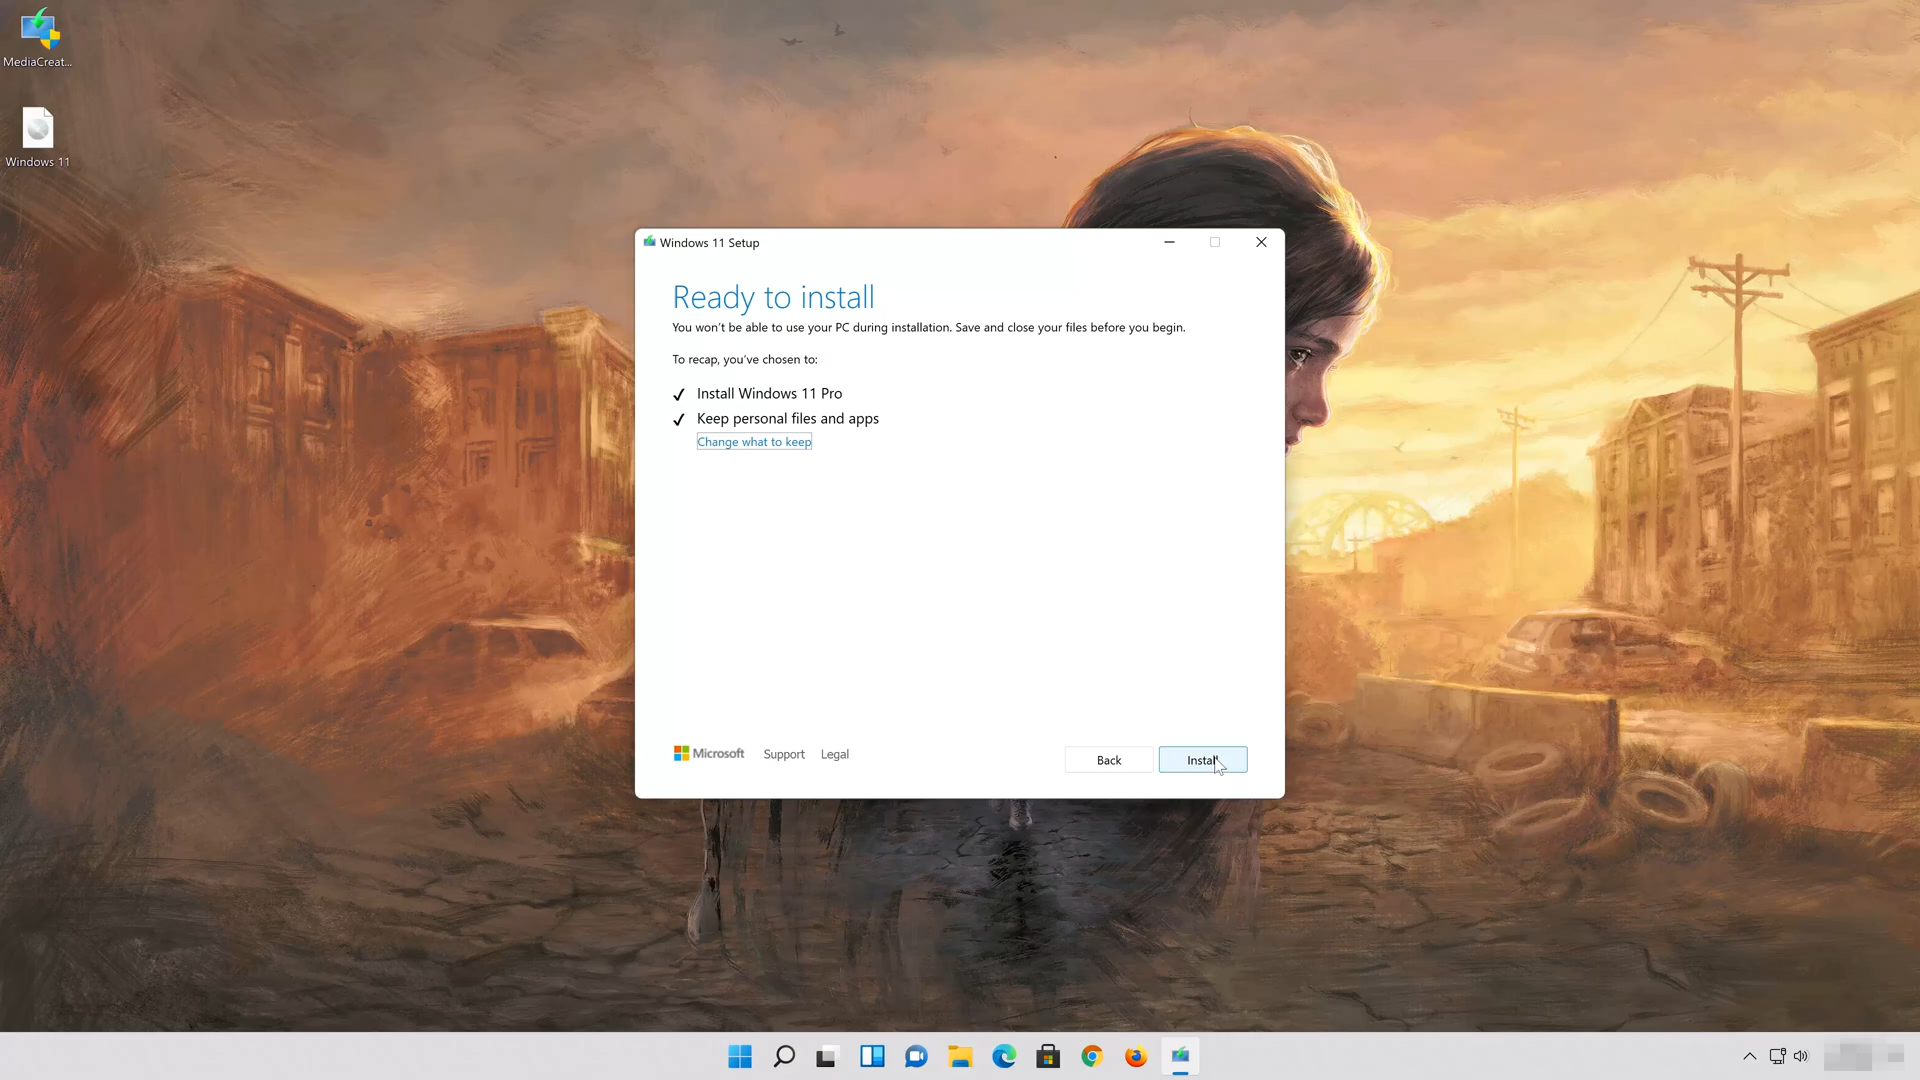 MediaCreat...
Windows 11
Windows 11 Setup
Ready to install
You won't be able to use your PC during installation. Save and close your files before you begin.
To recap, you've chosen to:
Install Windows 11 Pro
Keep personal files and apps
Change what to keep
Microsoft Support Legal
Back Install